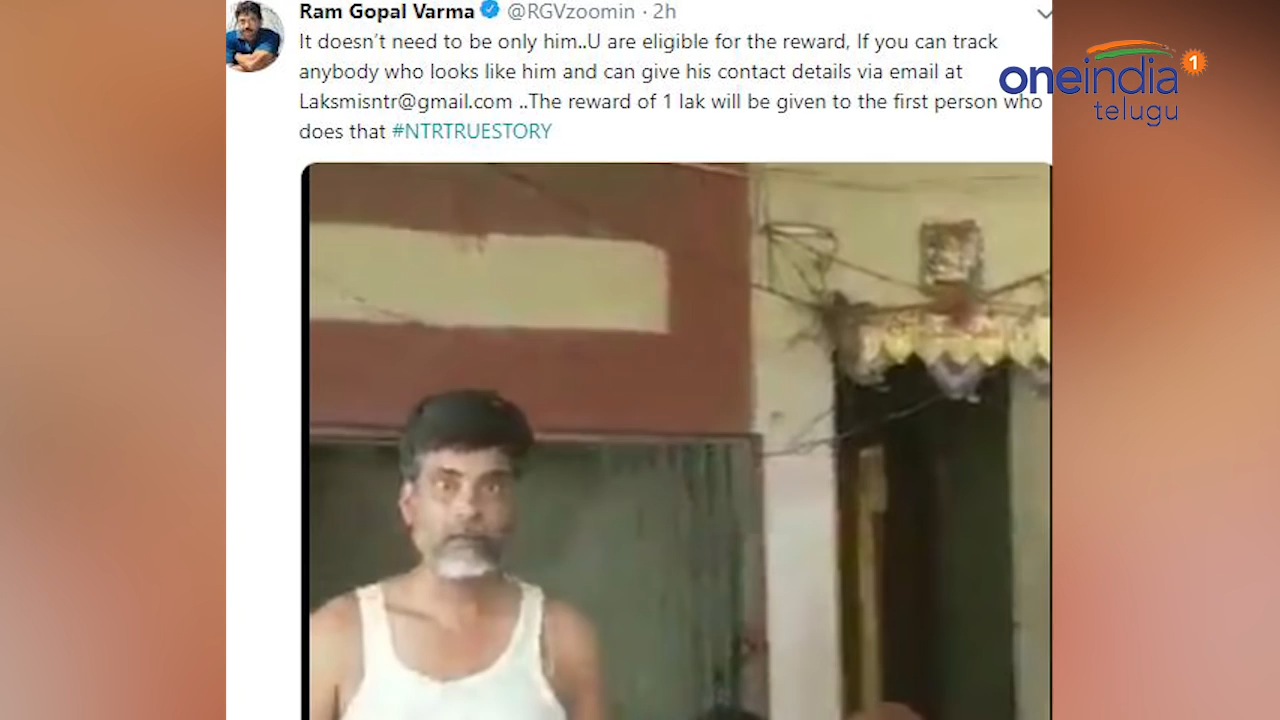 Ram Gopal Varma @RGVzoomin · 2h
It doesn't need to be only him..U are eligible for the reward, If you can track
anybody who looks like him and can give his contact details via email at
Laksmisntr@gmail.com ..The reward of 1 lak will be given to the first person who
does that #NTRTRUESTORY
oneindia
1
telugu